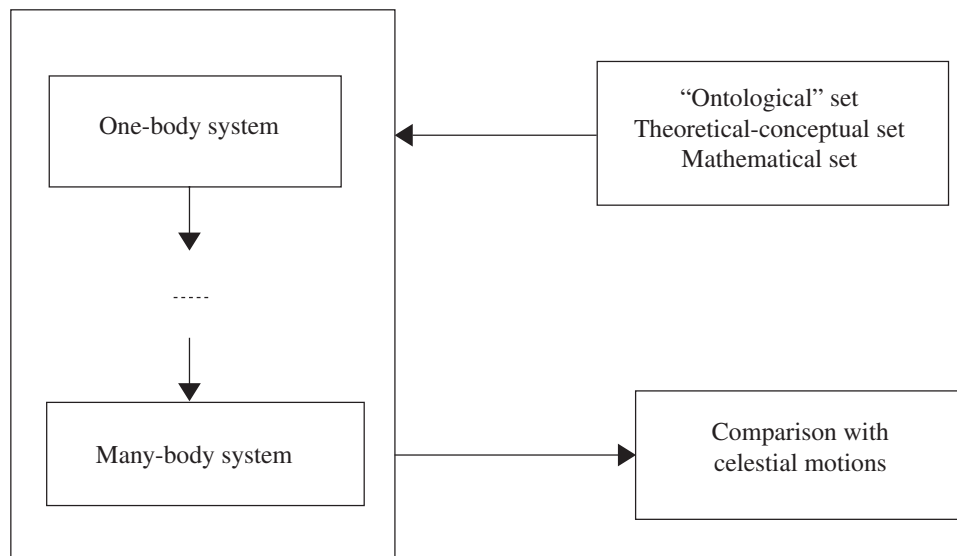 One-body system
“Ontological” set
Theoretical-conceptual set
Mathematical set
Many-body system
Comparison with
celestial motions